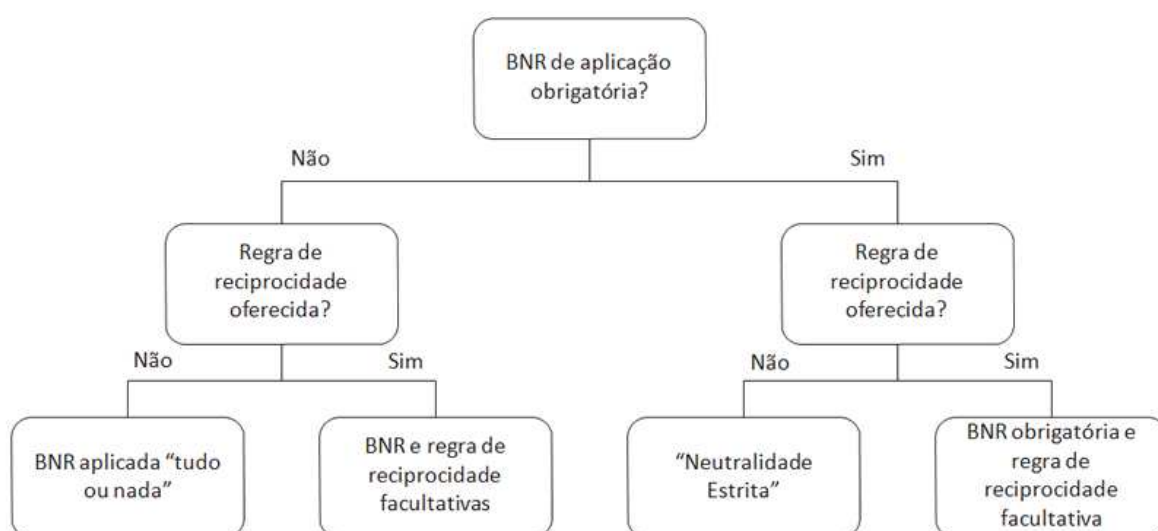 BNR de aplicação
obrigatória?
Não
Sim
Regra de
reciprocidade
oferecida?
Regra de
reciprocidade
oferecida?
Não
Sim
Não
Sim
BNR aplicada “tudo
ou nada”
BNR e regra de
reciprocidade
facultativas
“Neutralidade
Estrita”
BNR obrigatória e
regra de
reciprocidade
facultativa